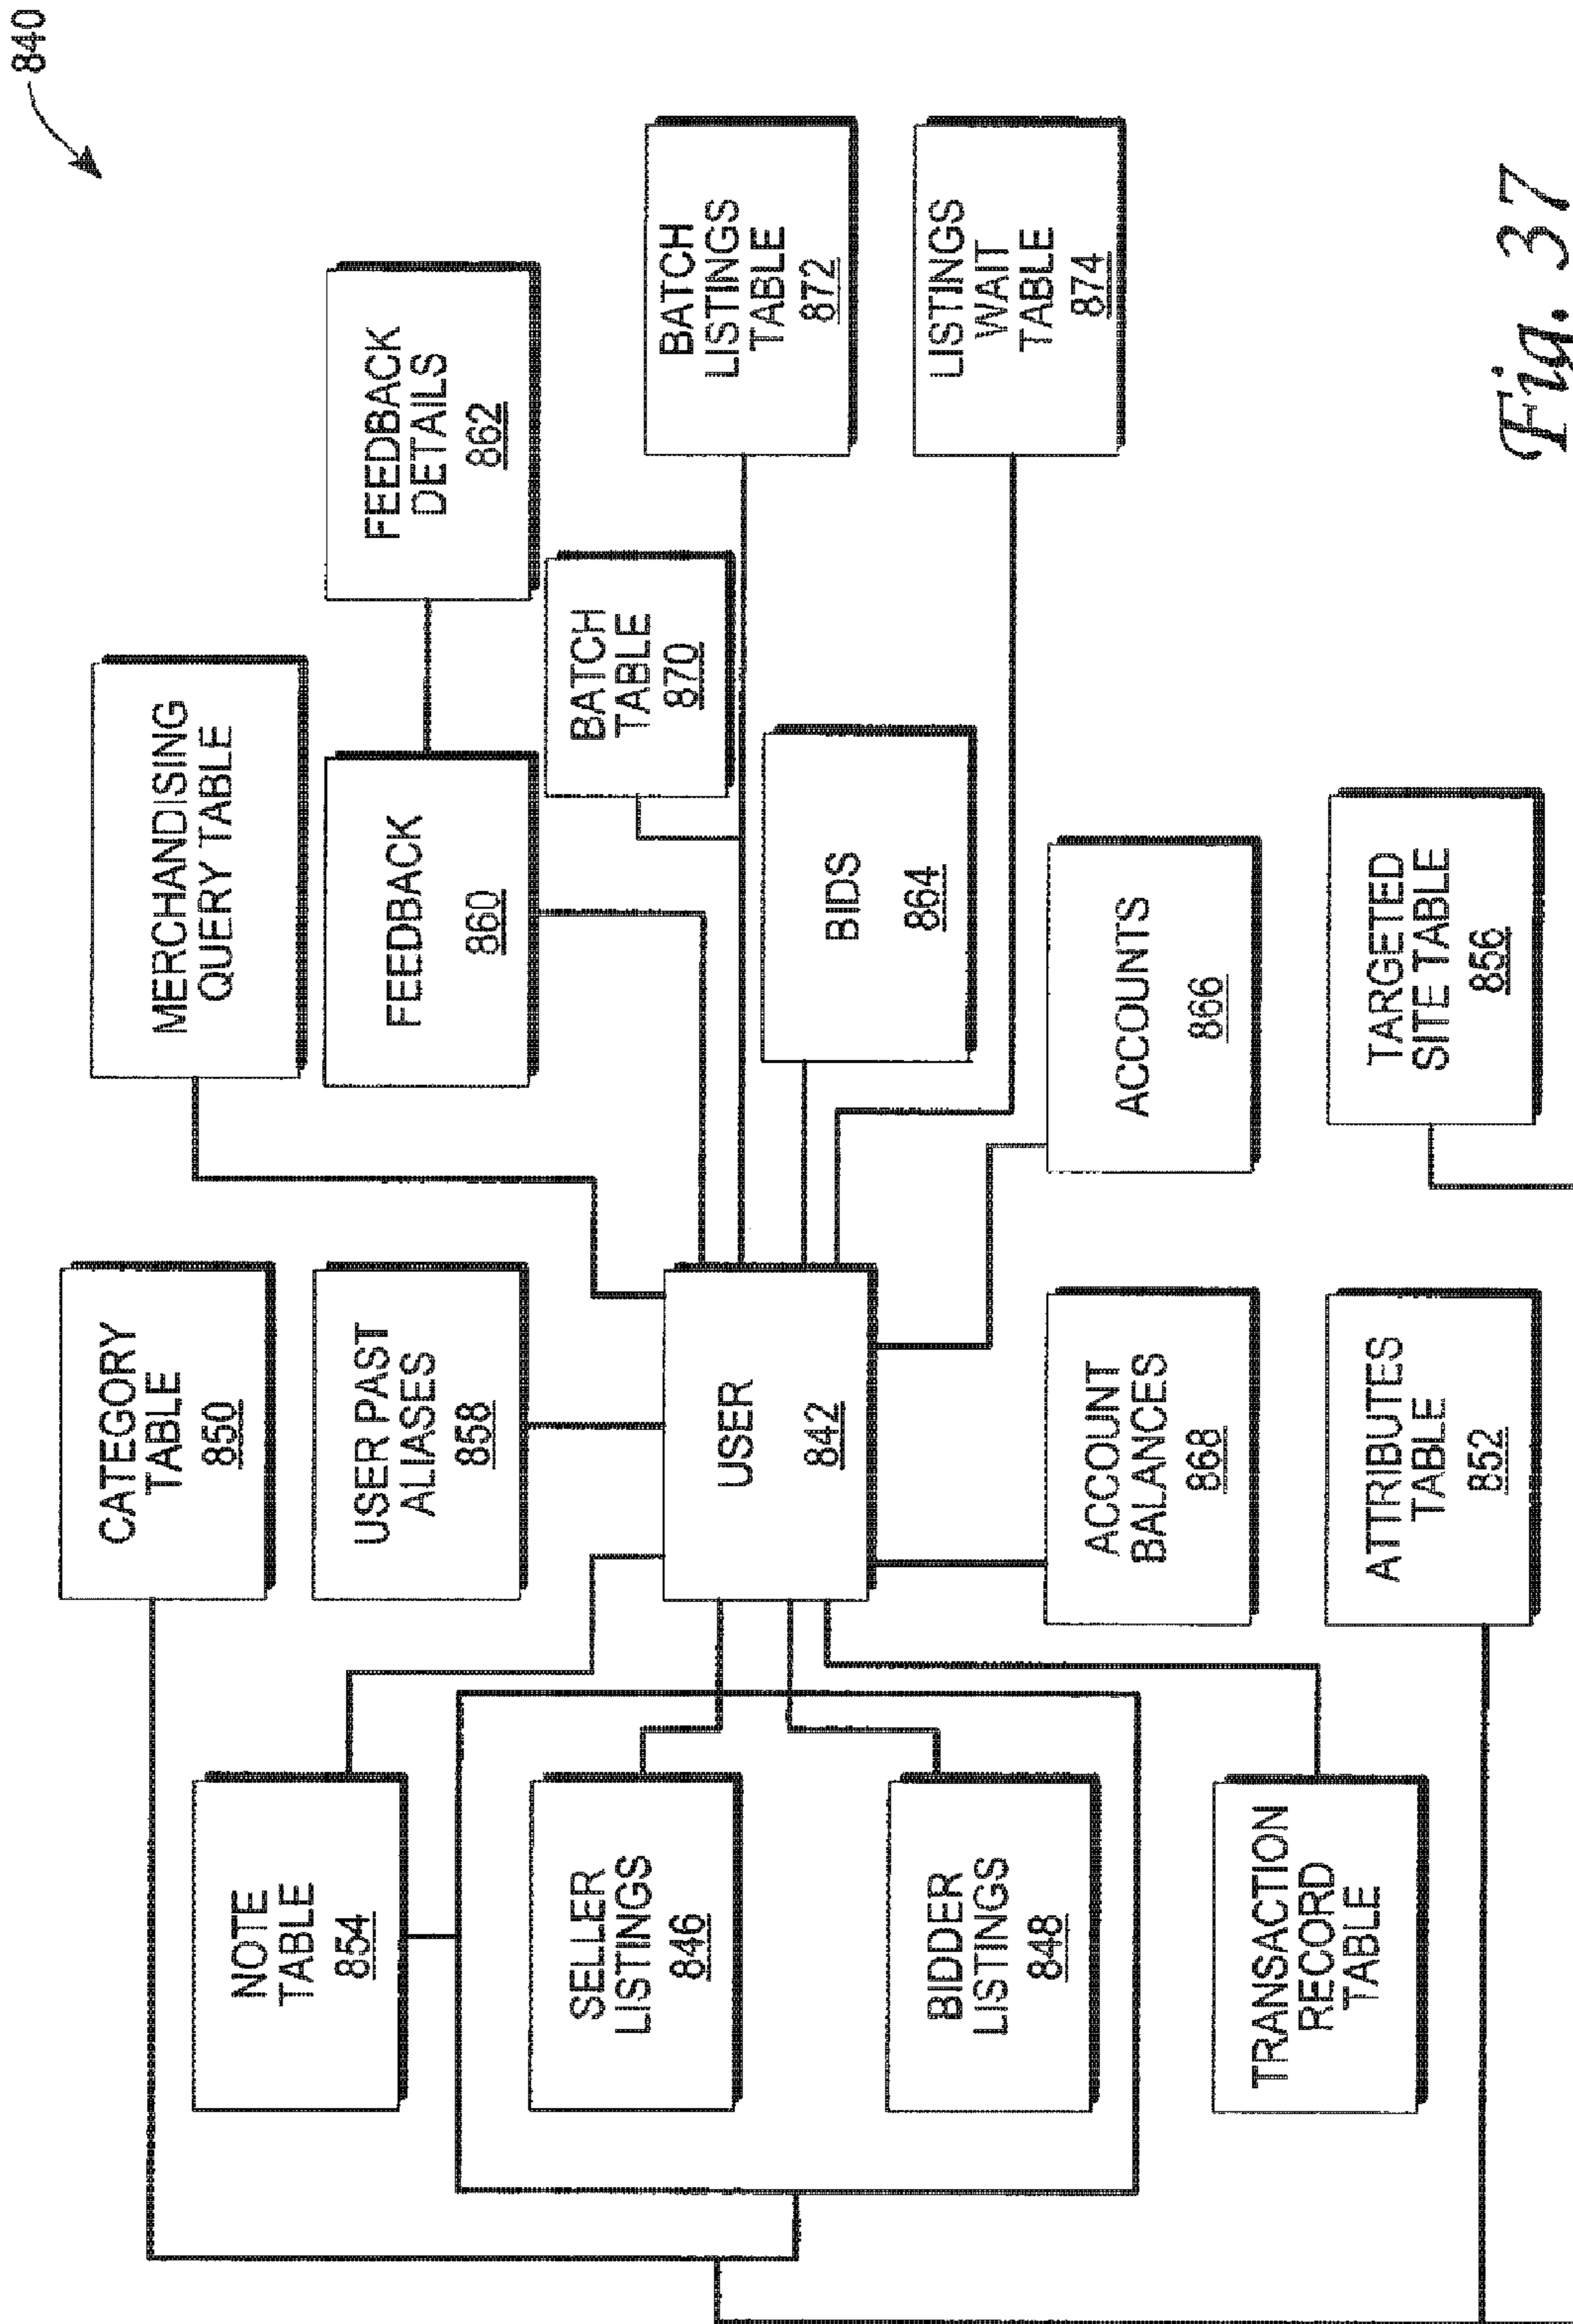 840
CATEGORY
TABLE
850
MERCHANDISING
QUERY TABLE
NOTE
TABLE
854
USER PAST
ALIASES
858
FEEDBACK
860
FEEDBACK
DETAILS
862
BATCH
TABLE
870
SELLER
LISTINGS
846
USER
842
BIDS
864
BATCH
LISTINGS
TABLE
872
BIDDER
LISTINGS
848
LISTINGS
WAIT
TABLE
874
ACCOUNT
BALANCES
868
ACCOUNTS
866
TRANSACTION
RECORD
TABLE
ATTRIBUTES
TABLE
852
TARGETED
SITE TABLE
856
Fig. 37